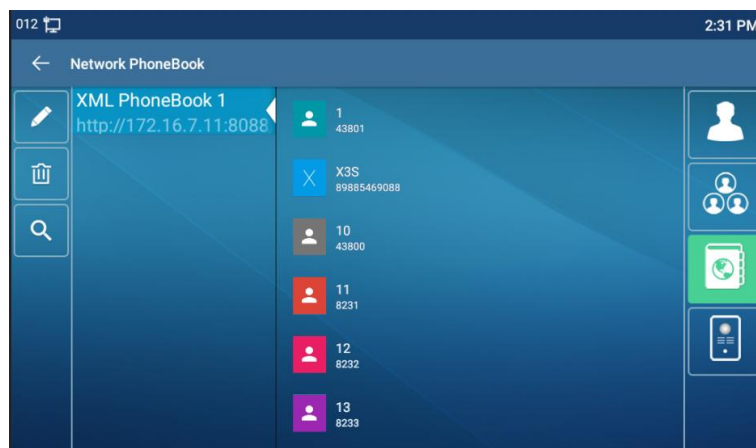 012
2:31 PM
Network PhoneBook
XML PhoneBook 1
http://172.16.7.11:8088
1
43801
X
X3S
89885469088
10
43800
11
8231
12
8232
13
8233